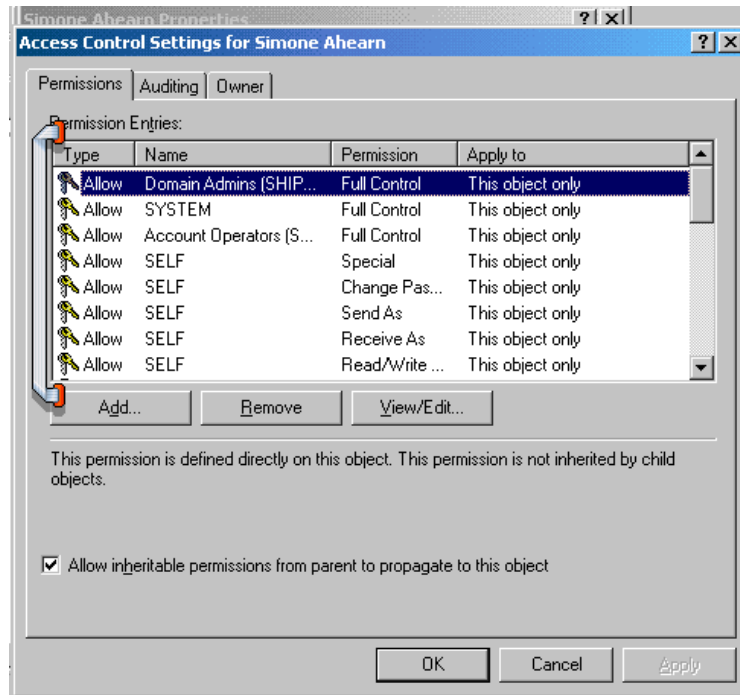 Simone Ahearn Properties
Access Control Settings for Simone Ahearn
Permissions Auditing Owner
Permission Entries:
Type Name Permission Apply to
Allow Domain Admins (SHIP... Full Control This object only
Allow SYSTEM Full Control This object only
Allow Account Operators (S... Full Control This object only
Allow SELF Special This object only
Allow SELF Change Pas... This object only
Allow SELF Send As This object only
Allow SELF Receive As This object only
Allow SELF Read/Write ... This object only
Add... Remove View/Edit...
This permission is defined directly on this object. This permission is not inherited by child
objects.
Allow inheritable permissions from parent to propagate to this object
OK Cancel Apply